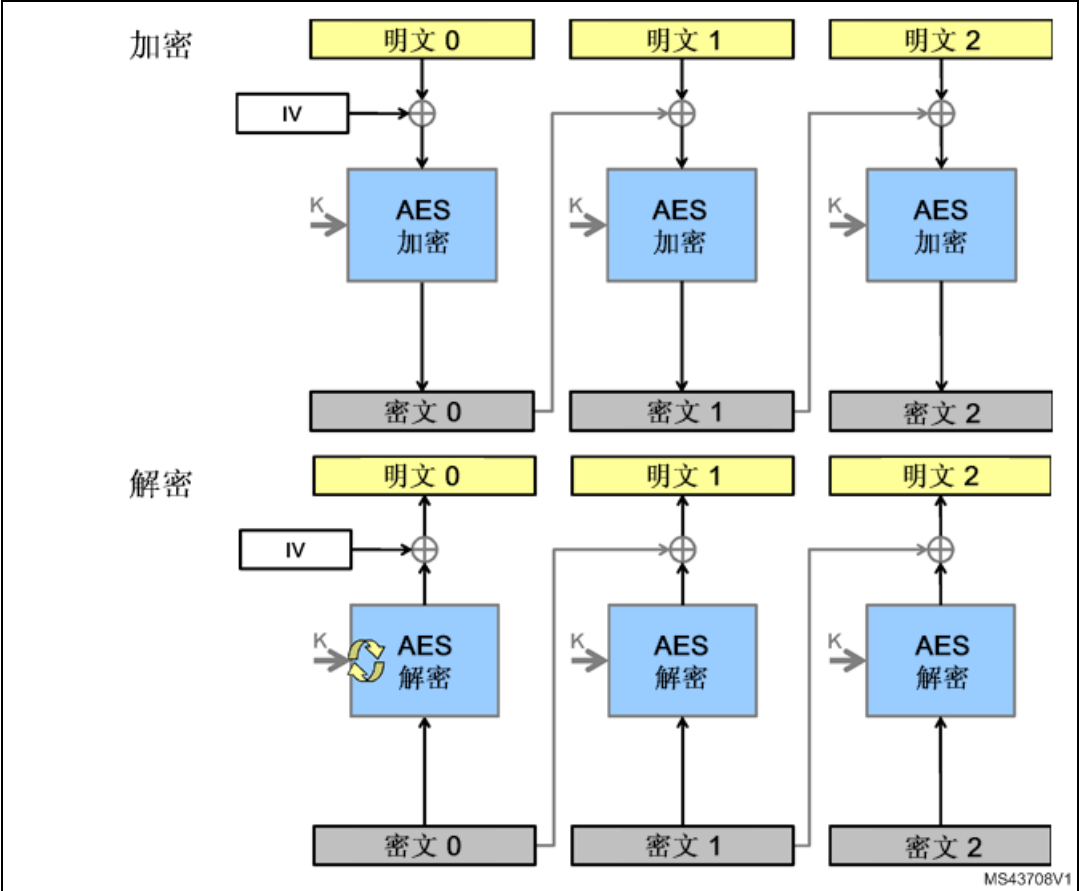 加密
明文 0
明文 1
明文 2
IV
K
AES
加密
K
AES
加密
K
AES
加密
密文 0
密文 1
密文 2
解密
明文 0
明文 1
明文 2
IV
K
AES
解密
K
AES
解密
K
AES
解密
密文 0
密文 1
密文 2
MS43708V1